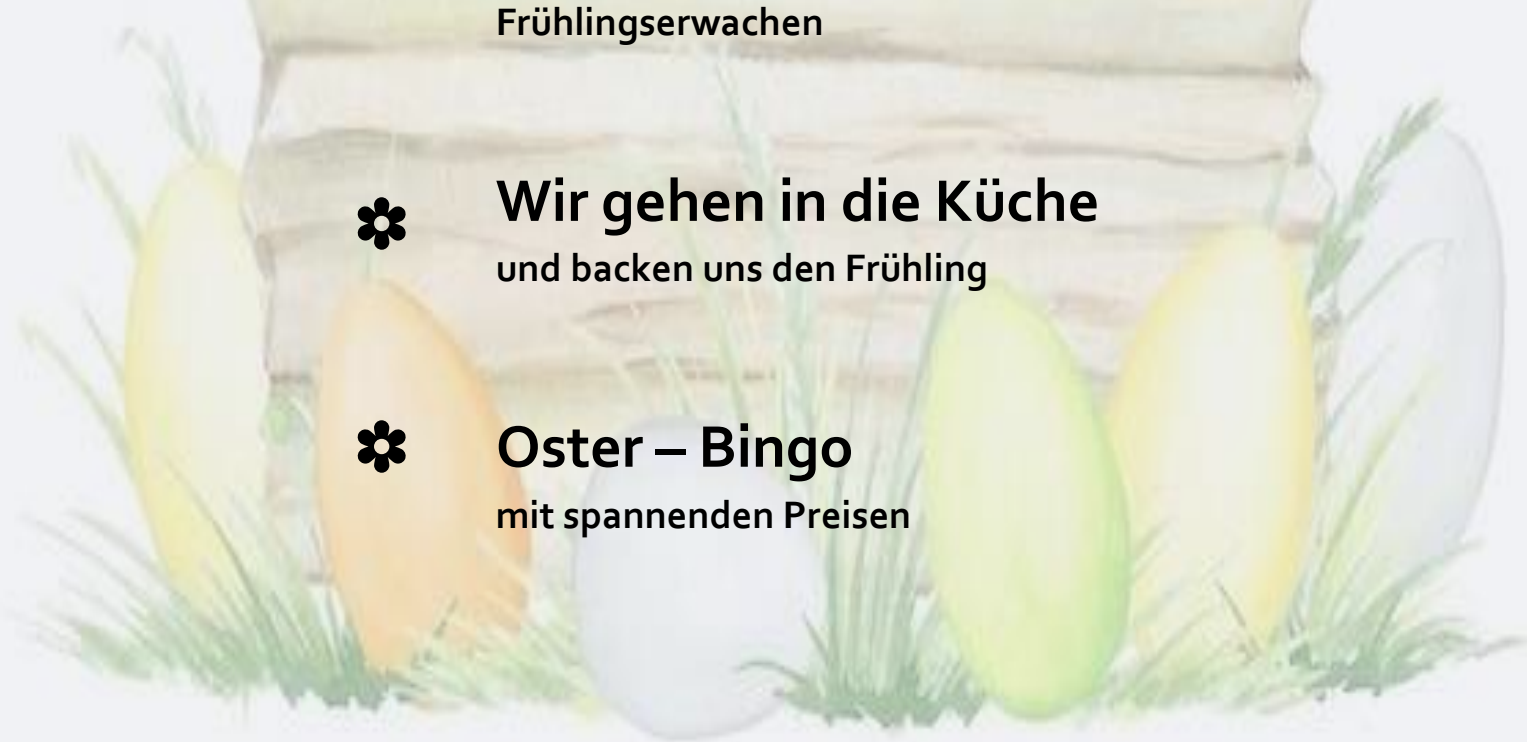 Frühlingserwachen
Wir gehen in die Küche
und backen uns den Frühling
Oster – Bingo
mit spannenden Preisen